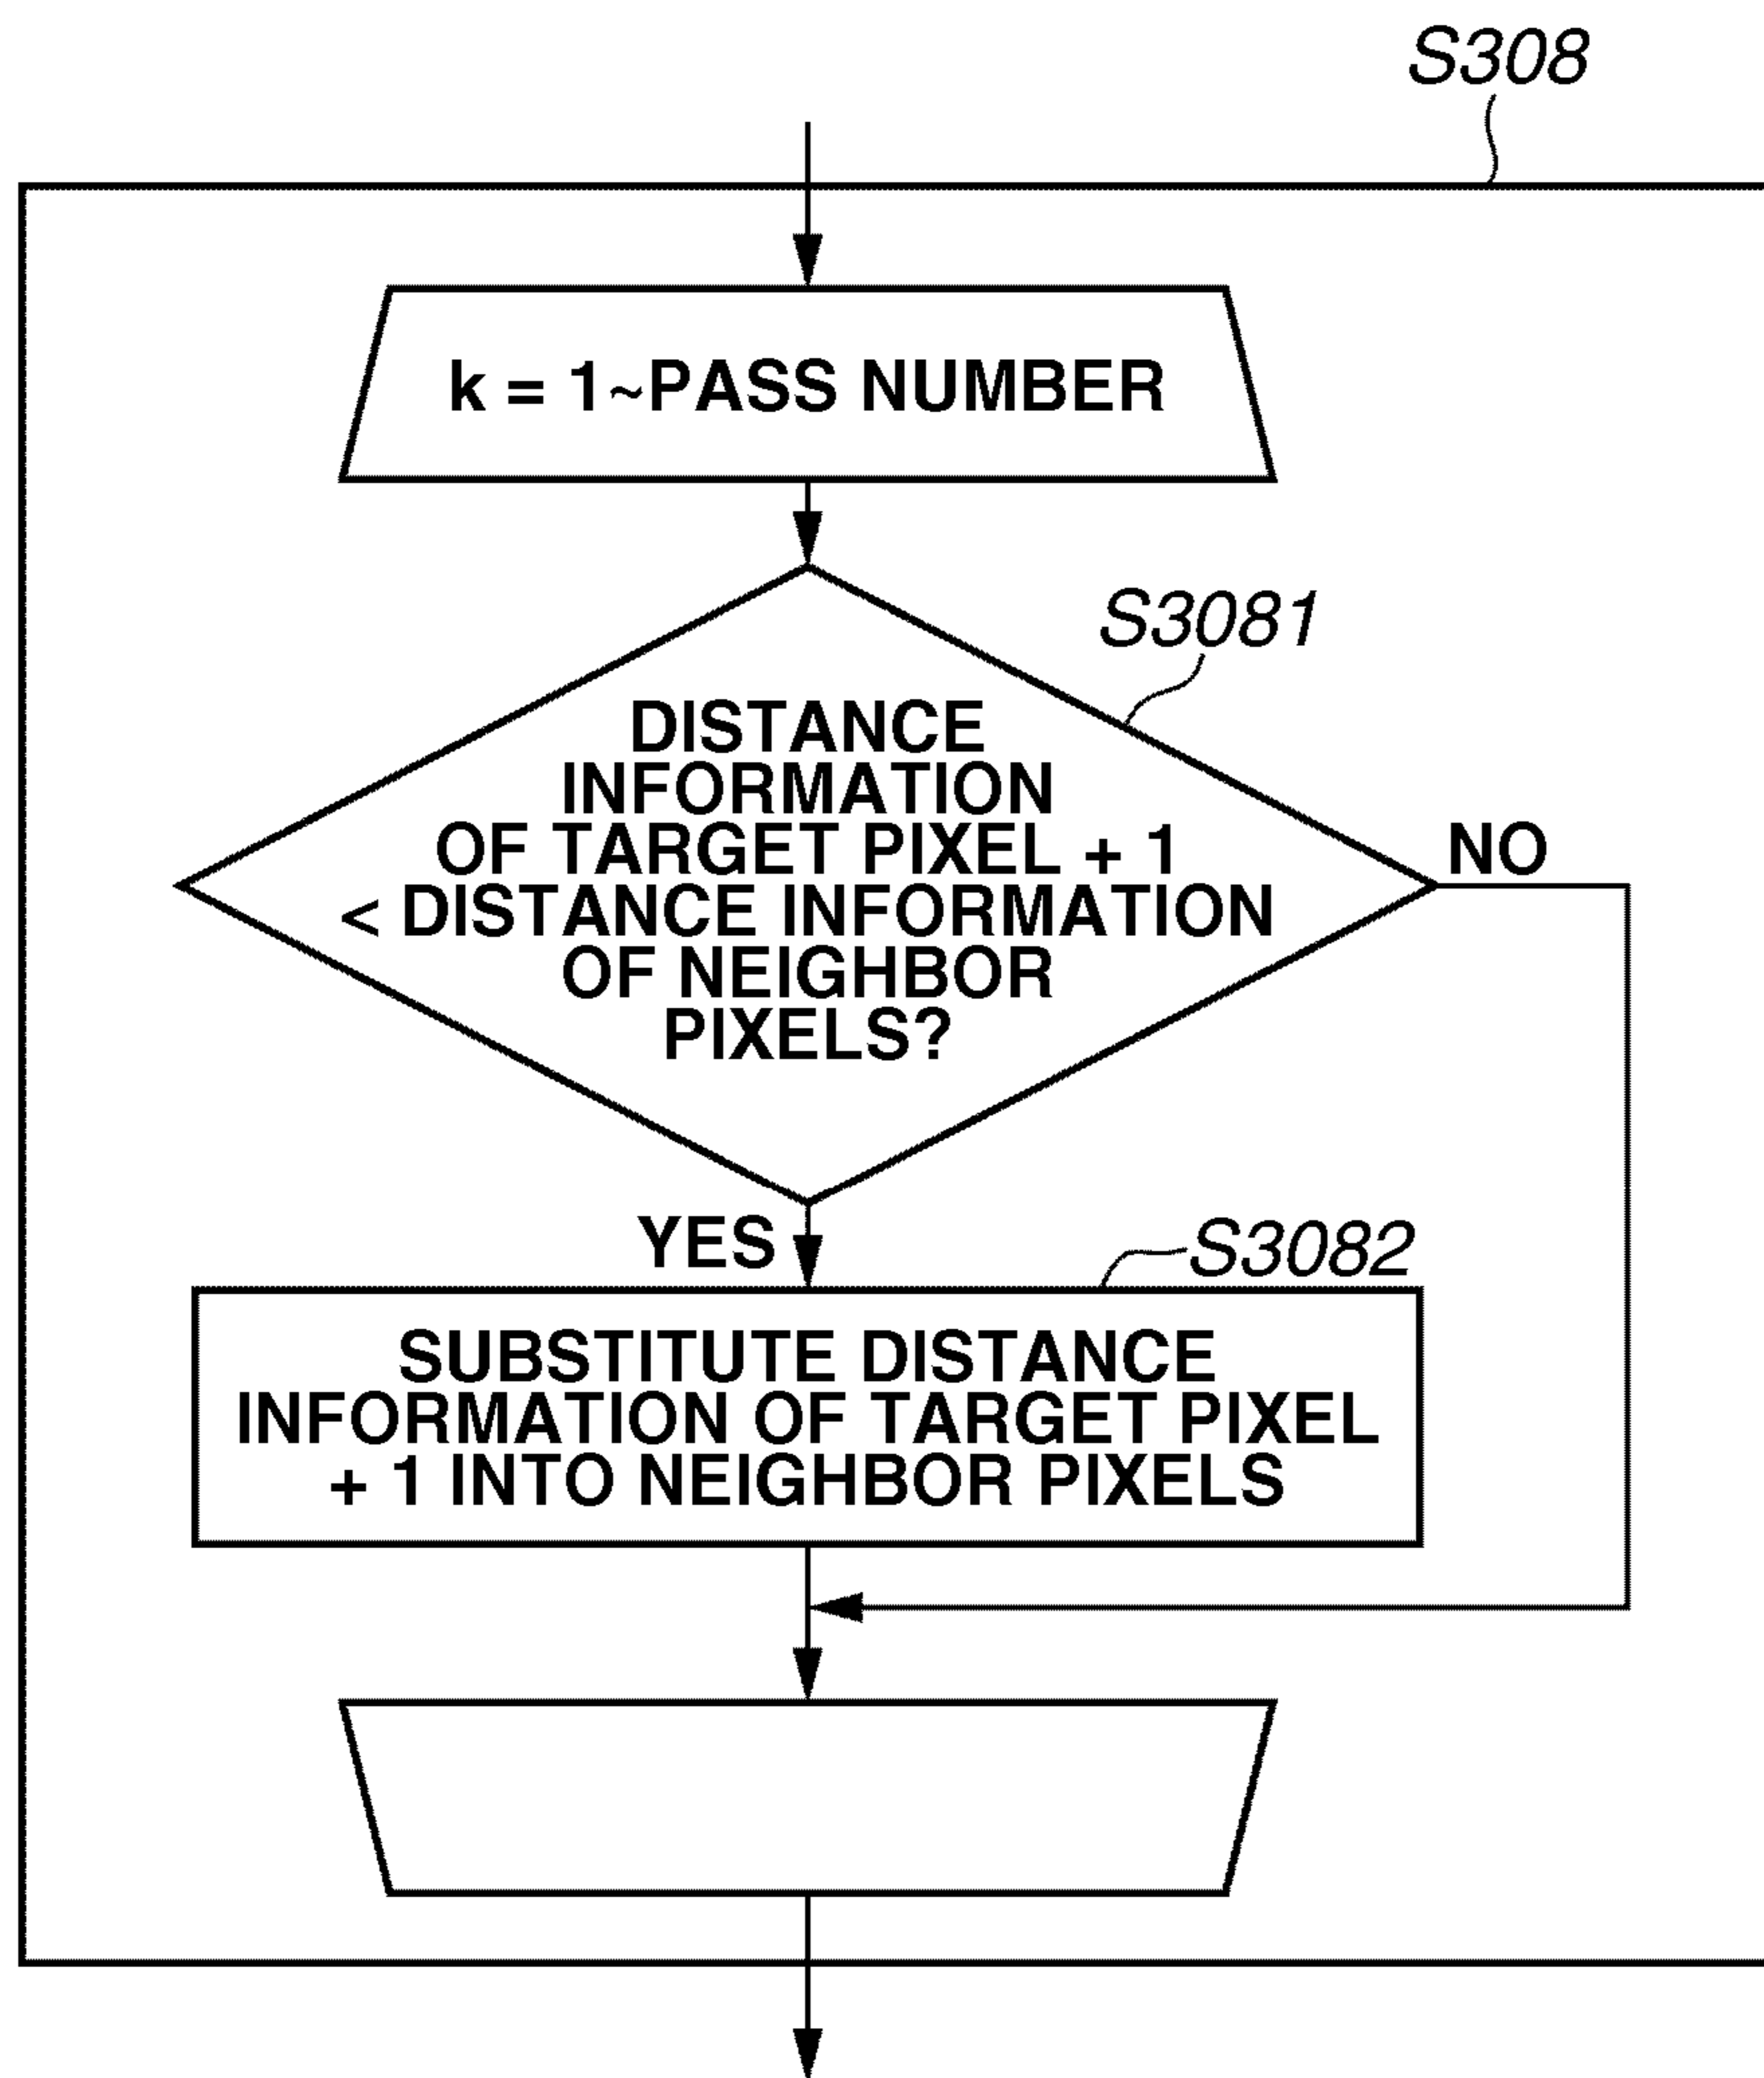 S308
k = 1~PASS NUMBER
S3081
DISTANCE
INFORMATION
OF TARGET PIXEL + 1
< DISTANCE INFORMATION
OF NEIGHBOR
PIXELS?
NO
YES
S3082
SUBSTITUTE DISTANCE
INFORMATION OF TARGET PIXEL
+ 1 INTO NEIGHBOR PIXELS